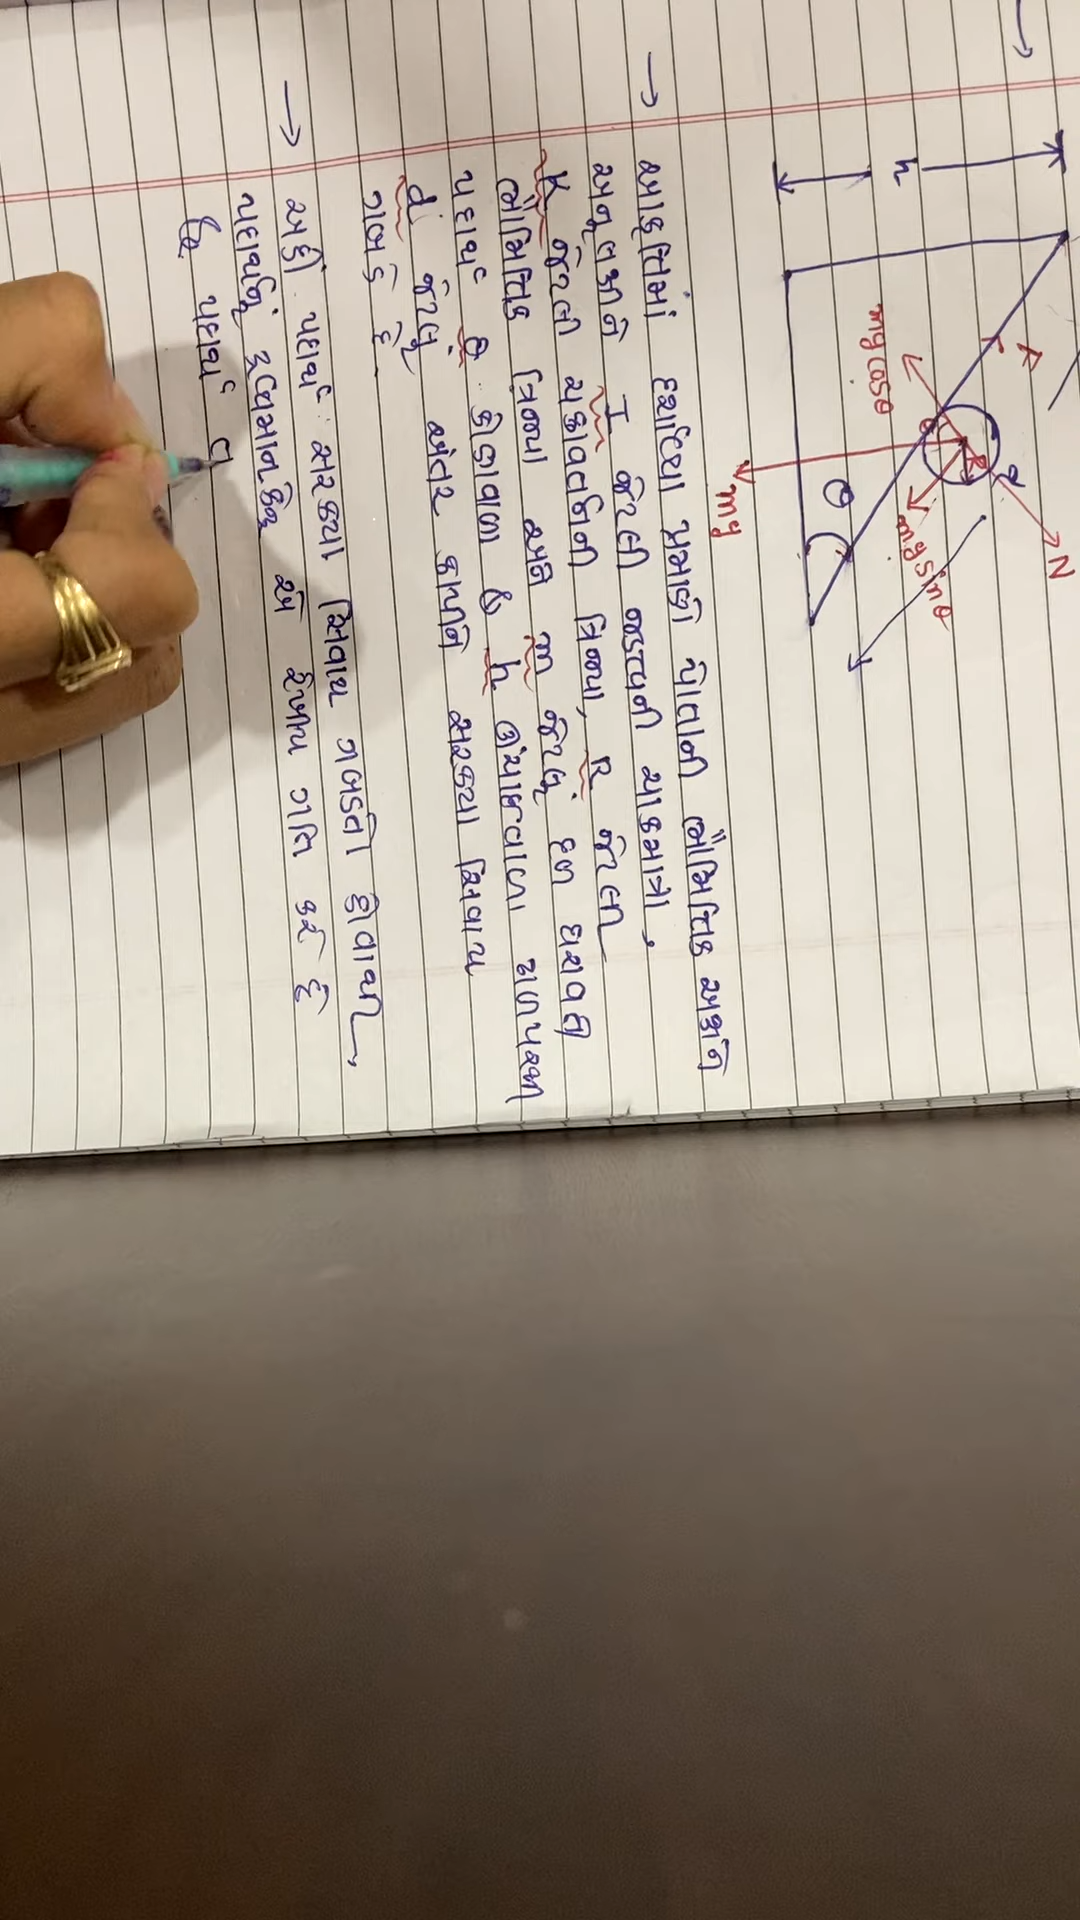 h
N
R
mg sinθ
mg cosθ
θ
mg
→ આકૃતિમાં દર્શાવ્યા પ્રમાણે પોતાની ભૌમિતિક અક્ષને
અનુલક્ષીને I જેટલી જડત્વની ચાકમાત્રા,
K જેટલી ચક્રાવર્તનની ત્રિજ્યા, R જેટલી
ભૌમિતિક ત્રિજ્યા અને m જેટલું દળ ધરાવતો
પદાર્થ θ કોણવાળા & h ઉંચાઇવાળા ઢાળ પરથી
d જેટલું અંતર કાપીને સરક્યા સિવાય
ગબડે છે.
→ અહીં પદાર્થ સરક્યા સિવાય ગબડતો હોવાથી,
પદાર્થનું દ્રવ્યમાનકેન્દ્ર સુરેખ ગતિ કરે છે
& પદાર્થ